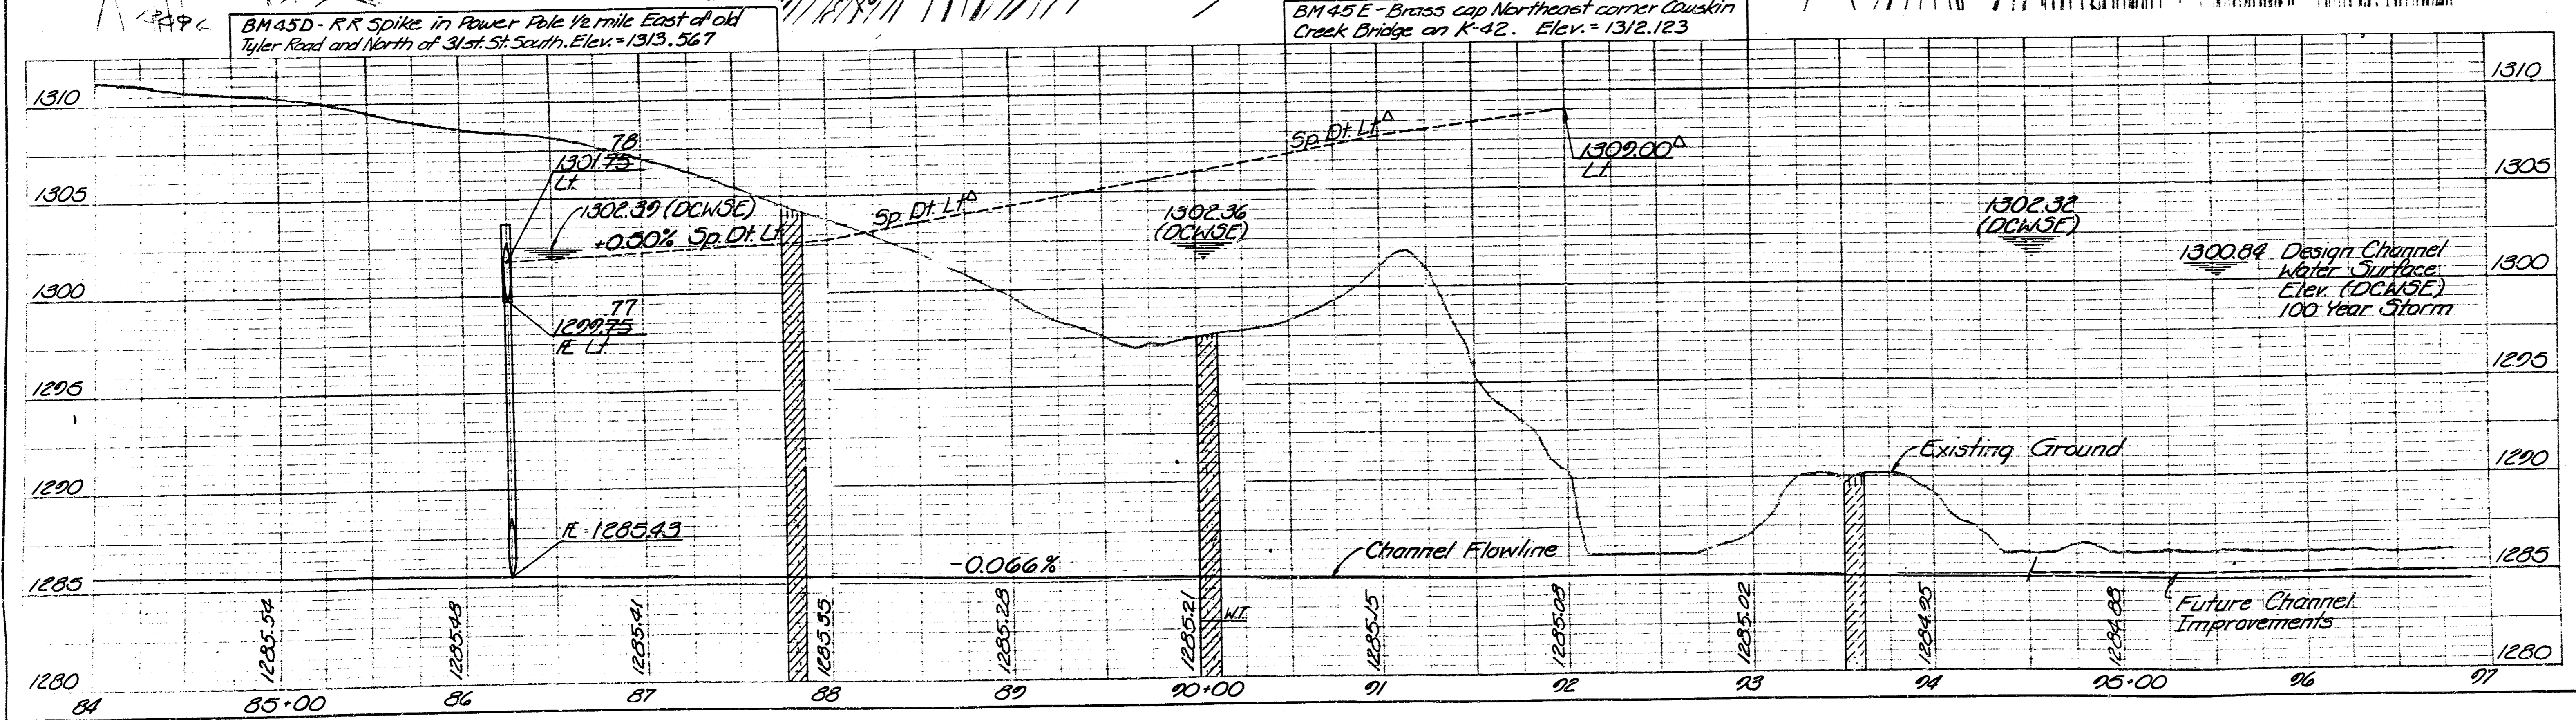 BM 45D - RR Spike in Power Pole 1/2 mile East of old
Tyler Road and North of 31st. St. South. Elev. = 1313.567
BM 45 E - Brass cap Northeast corner Couskin
Creek Bridge on K-42. Elev. = 1312.123
1310
1310
1305
1305
1300
1300
1295
1295
1290
1290
1285
1285
1280
1280
78
1301.75
Lt.
1302.39 (DCWSE)
+0.50% Sp. Dt. Lt.
.77
1299.75
FL Lt.
FL - 1285.43
Sp. Dt. Lt Δ
Sp. Dt. Lt Δ
1309.00 Δ
Lt.
1302.36
(DCWSE)
1302.32
(DCWSE)
1300.84 Design Channel
Water Surface
Elev. (DCWSE)
100 Year Storm
Existing Ground
Channel Flowline
-0.066%
W.T.
Future Channel
Improvements
1285.54
1285.48
1285.41
1285.35
1285.28
1285.21
1285.15
1285.08
1285.02
1284.95
1284.88
84
85+00
86
87
88
89
90+00
91
92
93
94
95+00
96
97